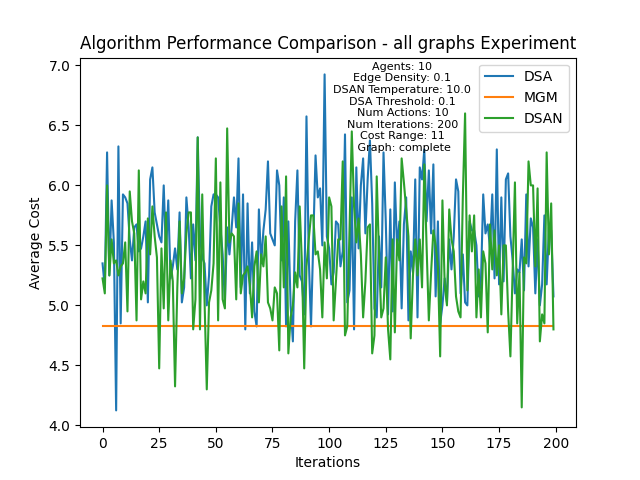 Algorithm Performance Comparison - all graphs Experiment
Agents: 10
Edge Density: 0.1
DSAN Temperature: 10.0
DSA Threshold: 0.1
Num Actions: 10
Num Iterations: 200
Cost Range: 11
Graph: complete
DSA
MGM
DSAN
7.0
6.5
6.0
5.5
5.0
4.5
4.0
Average Cost
0 25 50 75 100 125 150 175 200
Iterations